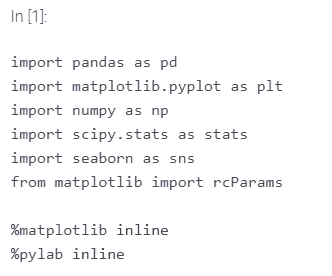 In [1]:
import pandas as pd
import matplotlib.pyplot as plt
import numpy as np
import scipy.stats as stats
import seaborn as sns
from matplotlib import rcParams
%matplotlib inline
%pylab inline